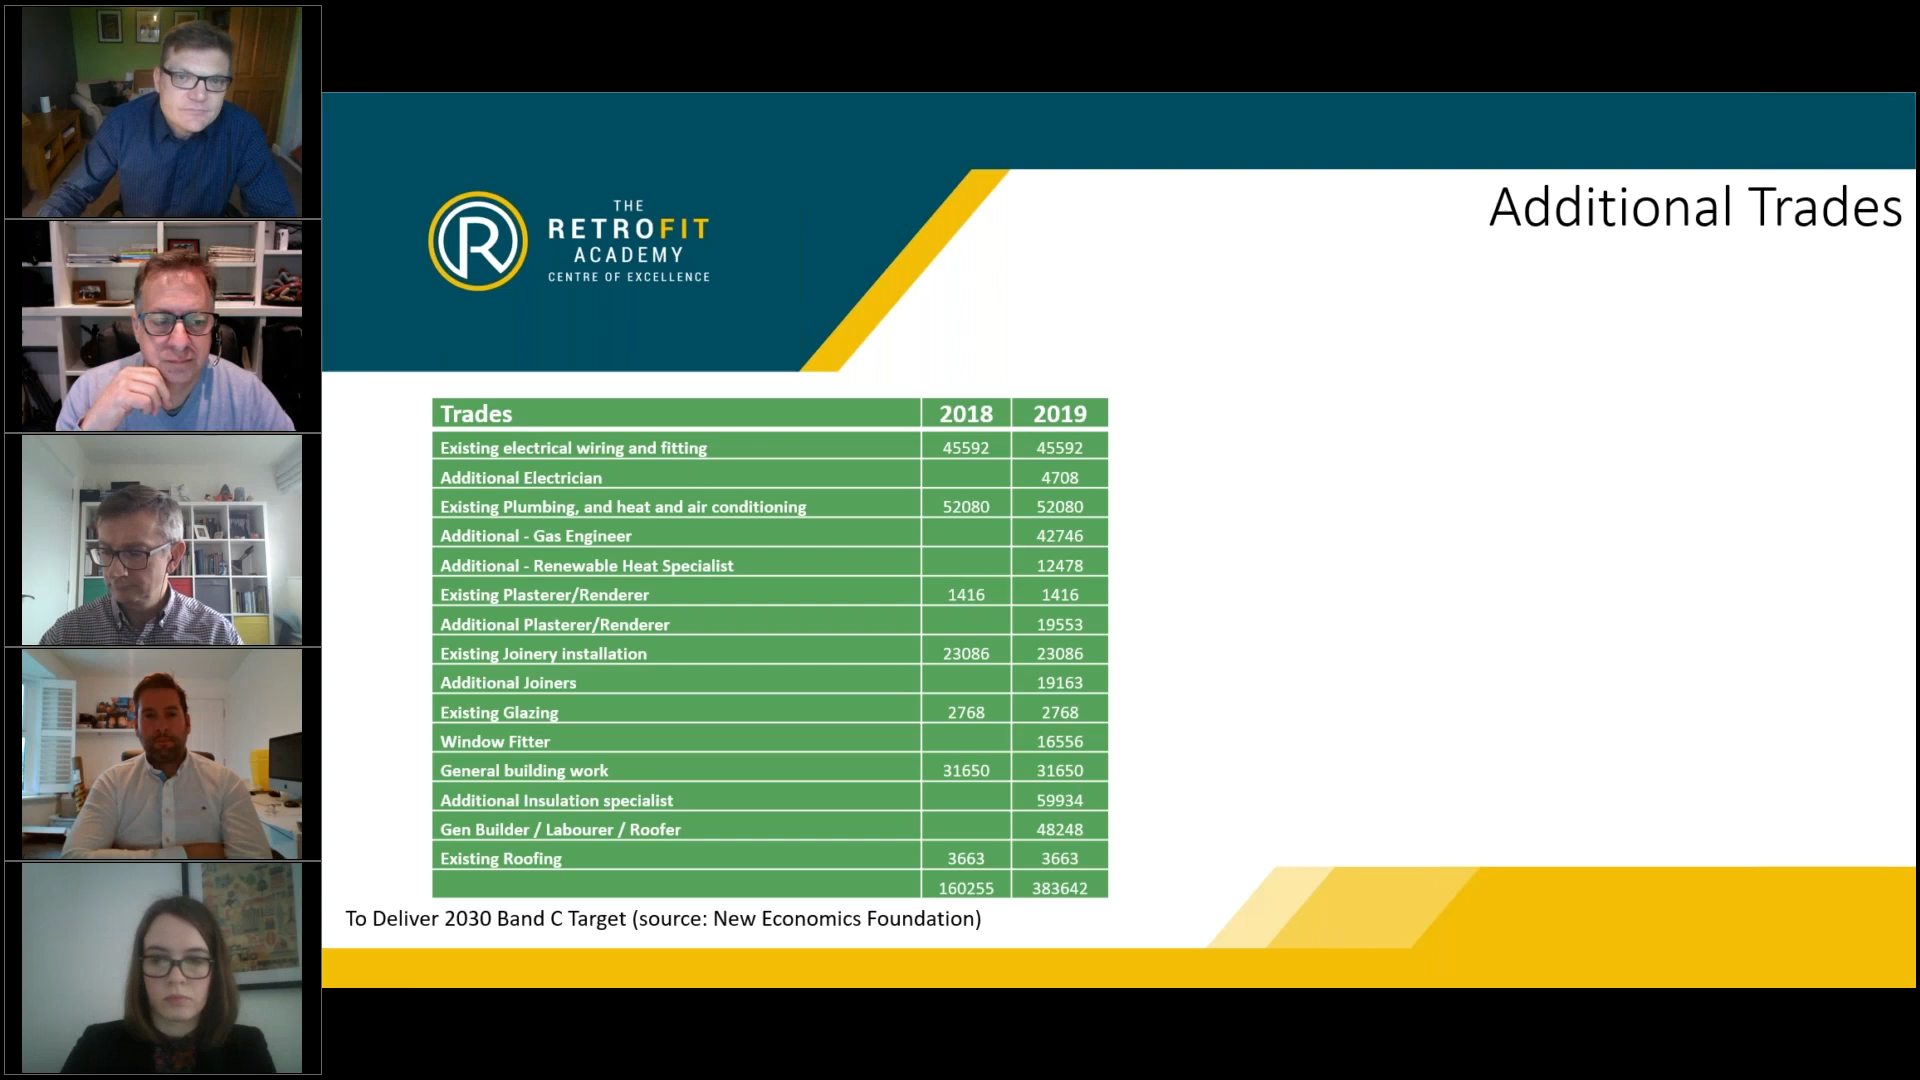 THE
RETROFIT
ACADEMY
CENTRE OF EXCELLENCE
Additional Trades
Trades 2018 2019
Existing electrical wiring and fitting 45592 45592
Additional Electrician 4708
Existing Plumbing, and heat and air conditioning 52080 52080
Additional - Gas Engineer 42746
Additional - Renewable Heat Specialist 12478
Existing Plasterer/Renderer 1416 1416
Additional Plasterer/Renderer 19553
Existing Joinery installation 23086 23086
Additional Joiners 19163
Existing Glazing 2768 2768
Window Fitter 16556
General building work 31650 31650
Additional Insulation specialist 59934
Gen Builder / Labourer / Roofer 48248
Existing Roofing 3663 3663
160255 383642
To Deliver 2030 Band C Target (source: New Economics Foundation)